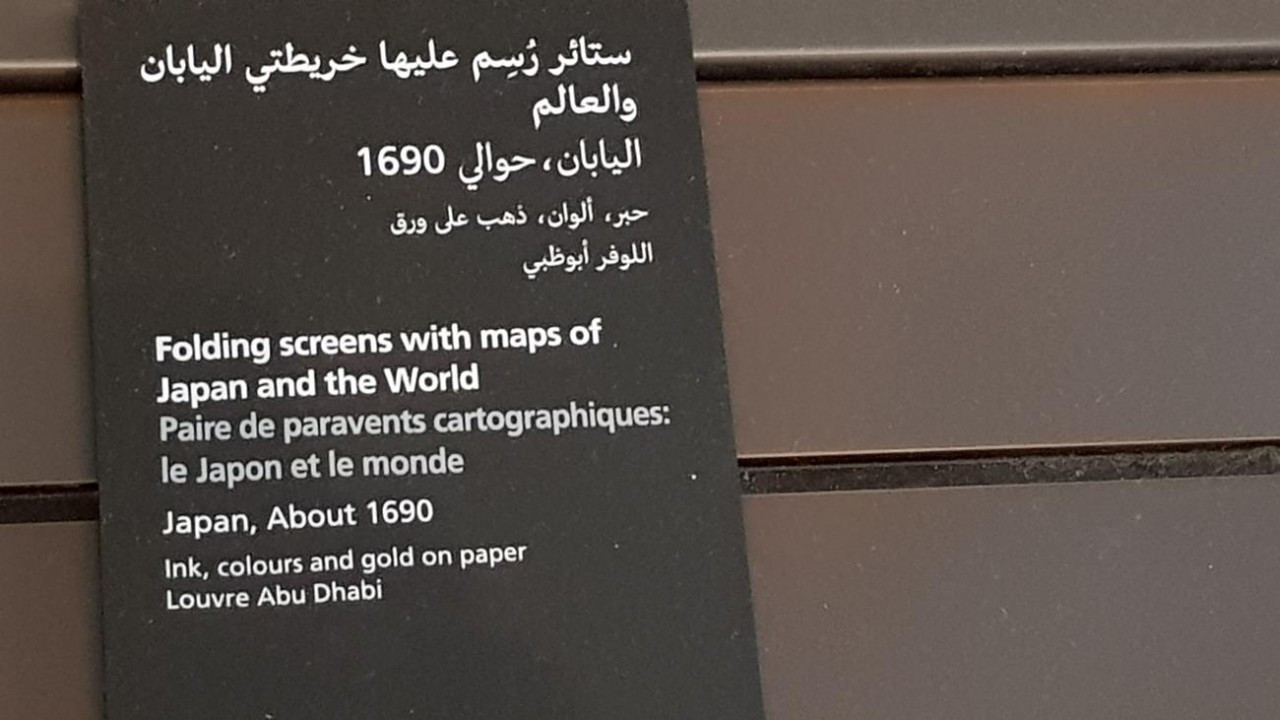 ستائر رُسِم عليها خريطتي اليابان
والعالم
اليابان، حوالي 1690
حبر، ألوان، ذهب على ورق
اللوفر أبوظبي
Folding screens with maps of
Japan and the World
Paire de paravents cartographiques:
le Japon et le monde
Japan, About 1690
Ink, colours and gold on paper
Louvre Abu Dhabi